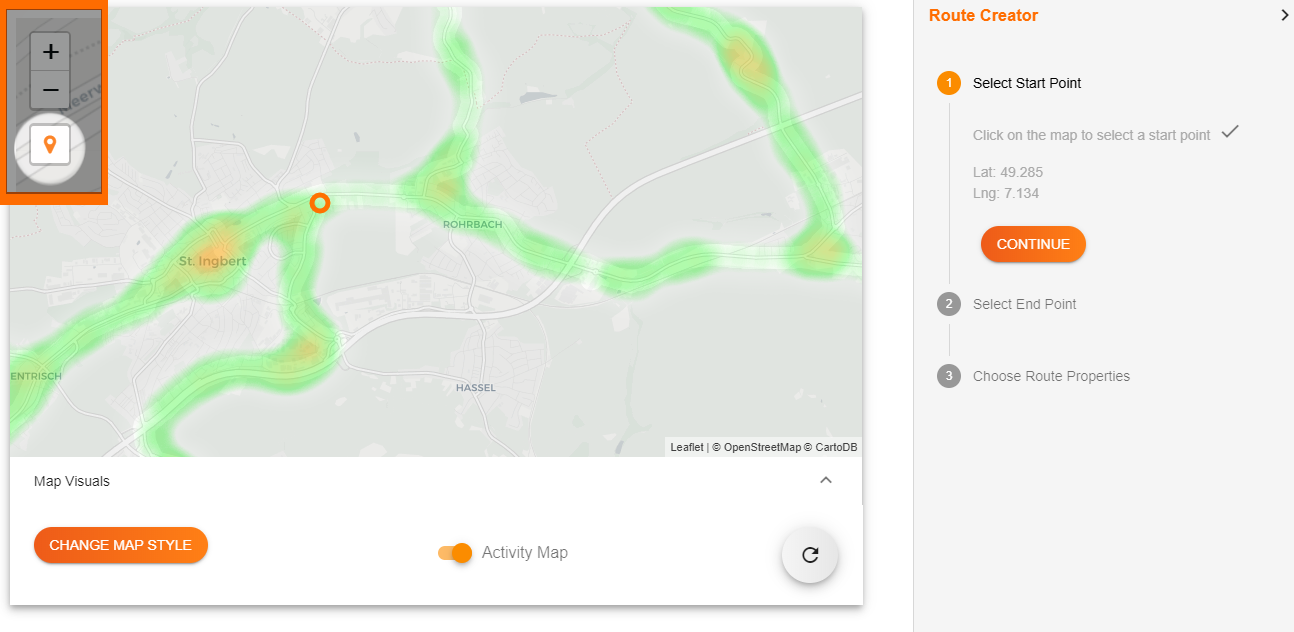 +
−
ROHRBACH
St. Ingbert
ENTRISCH
HASSEL
Leaflet | © OpenStreetMap © CartoDB
Map Visuals
CHANGE MAP STYLE
Activity Map
Route Creator
1 Select Start Point
Click on the map to select a start point
Lat: 49.285
Lng: 7.134
CONTINUE
2 Select End Point
3 Choose Route Properties